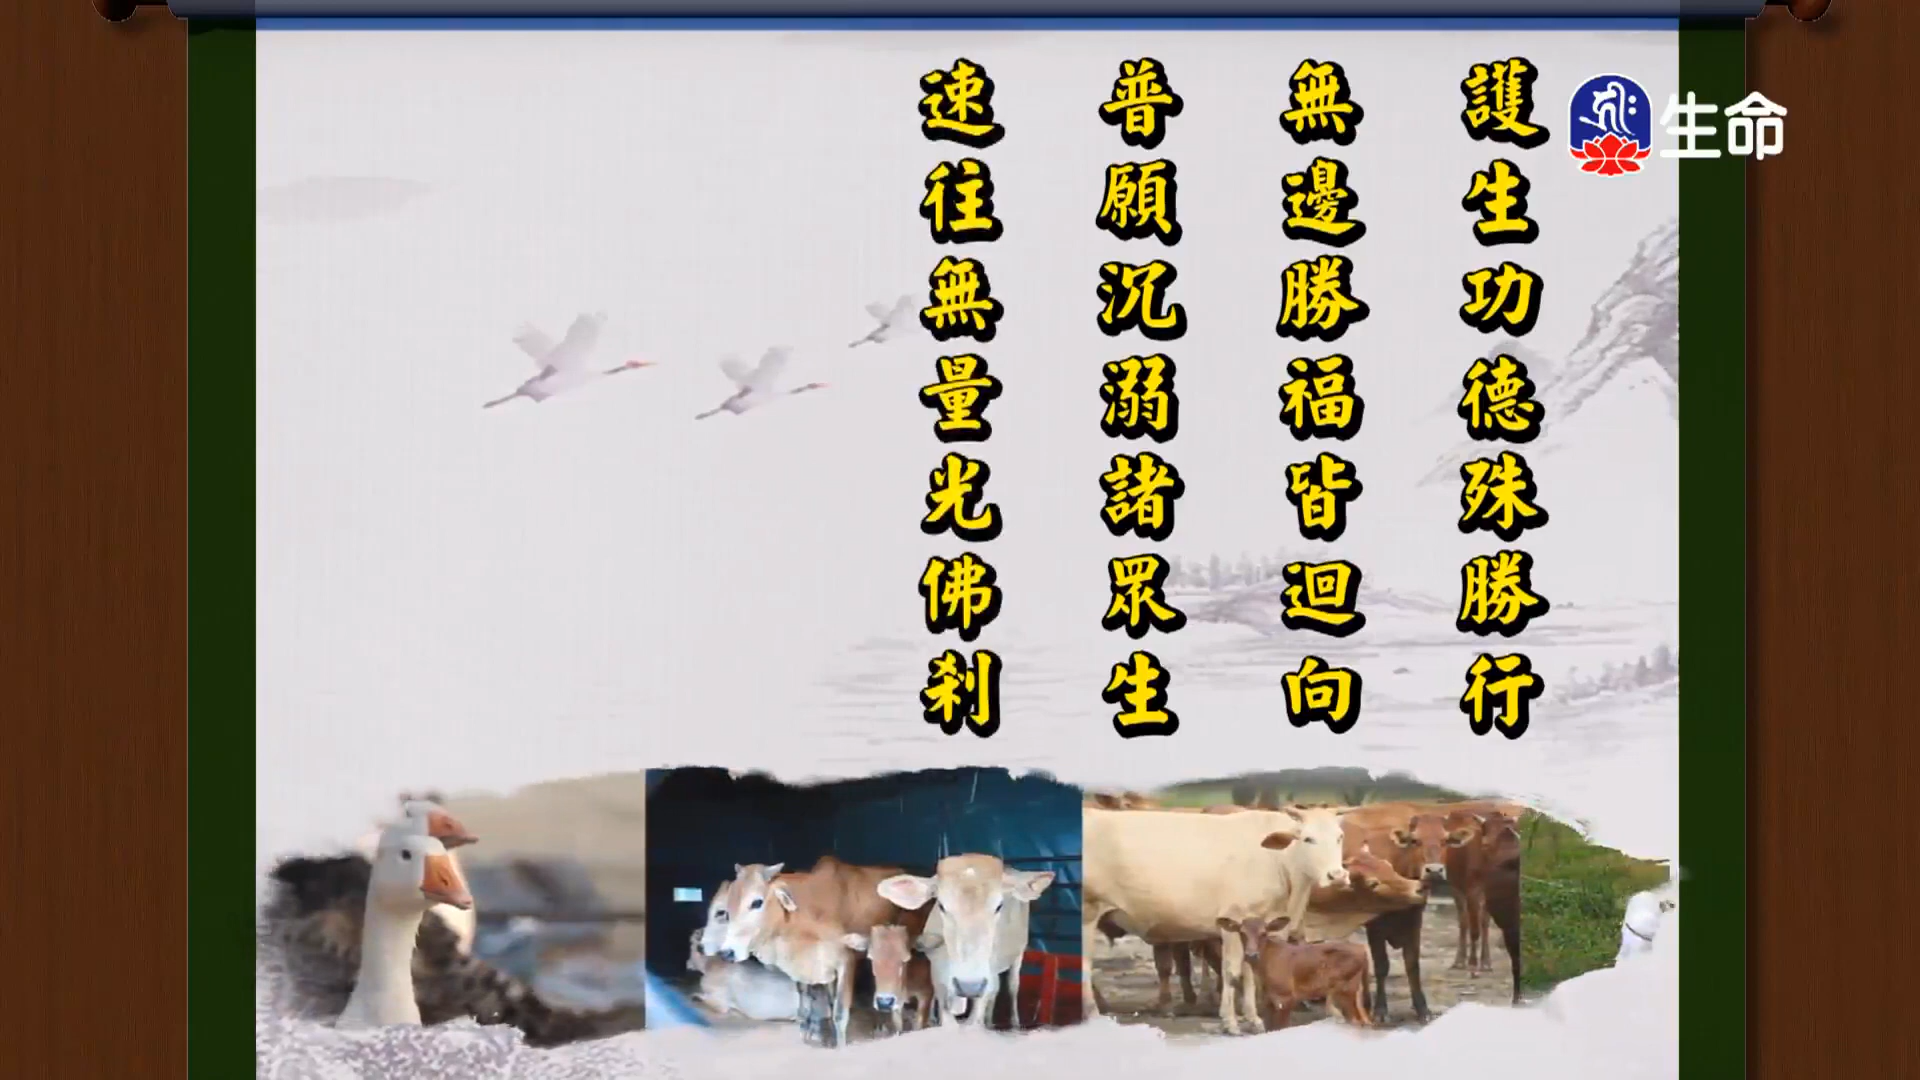 護生功德殊勝行
無邊勝福皆迴向
普願沉溺諸眾生
速往無量光佛剎
生命